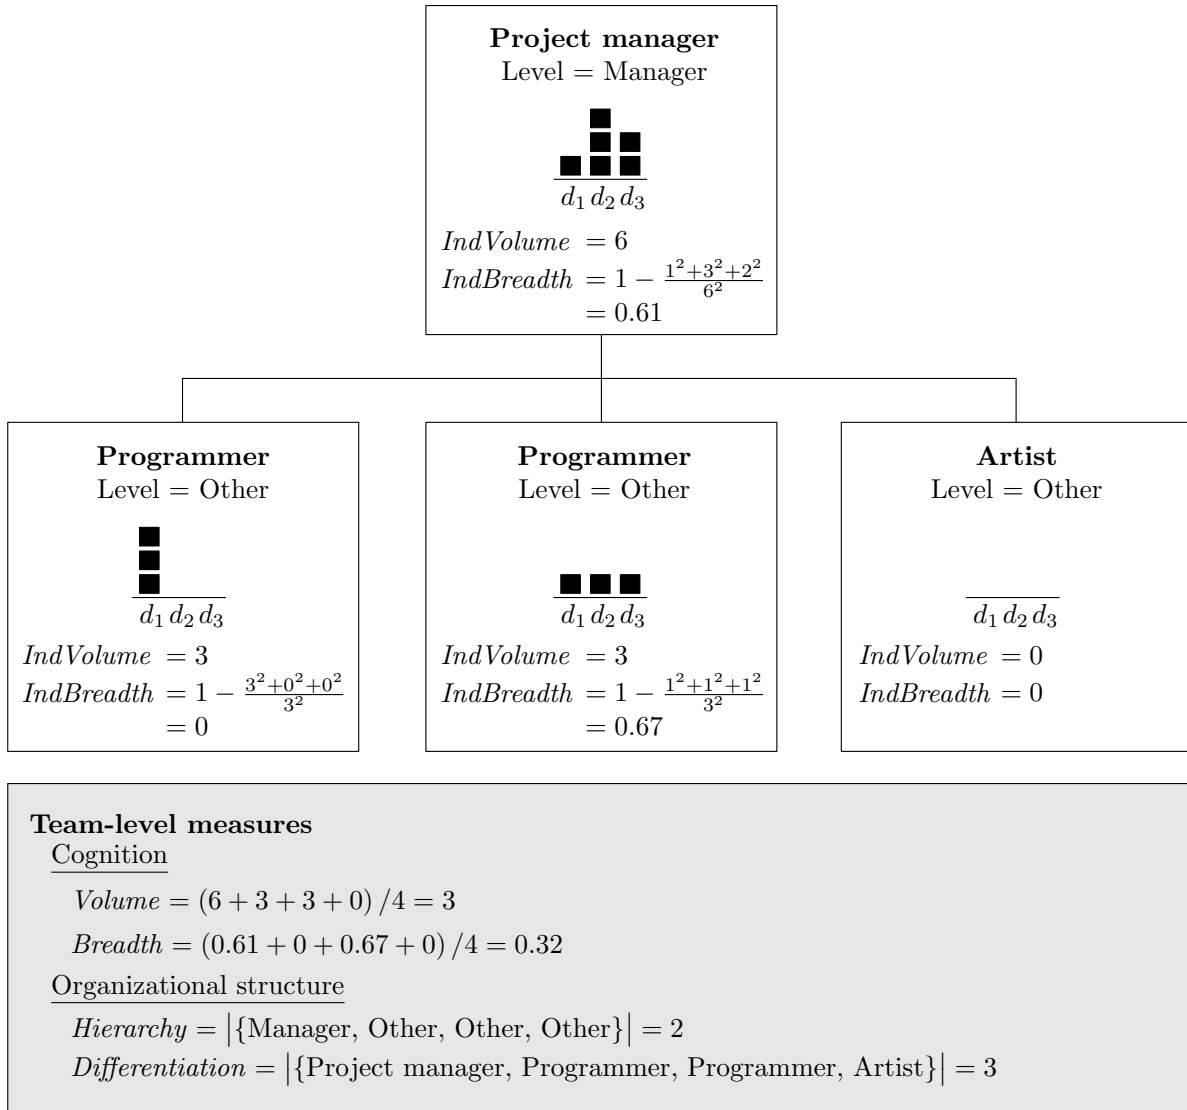 Project manager
Level = Manager
d₁ d₂ d₃
IndVolume = 6
IndBreadth = 1 − (1²+3²+2²)/6²
= 0.61
Programmer
Level = Other
d₁ d₂ d₃
IndVolume = 3
IndBreadth = 1 − (3²+0²+0²)/3²
= 0
Programmer
Level = Other
d₁ d₂ d₃
IndVolume = 3
IndBreadth = 1 − (1²+1²+1²)/3²
= 0.67
Artist
Level = Other
d₁ d₂ d₃
IndVolume = 0
IndBreadth = 0
Team-level measures
Cognition
Volume = (6 + 3 + 3 + 0) /4 = 3
Breadth = (0.61 + 0 + 0.67 + 0) /4 = 0.32
Organizational structure
Hierarchy = |{Manager, Other, Other, Other}| = 2
Differentiation = |{Project manager, Programmer, Programmer, Artist}| = 3